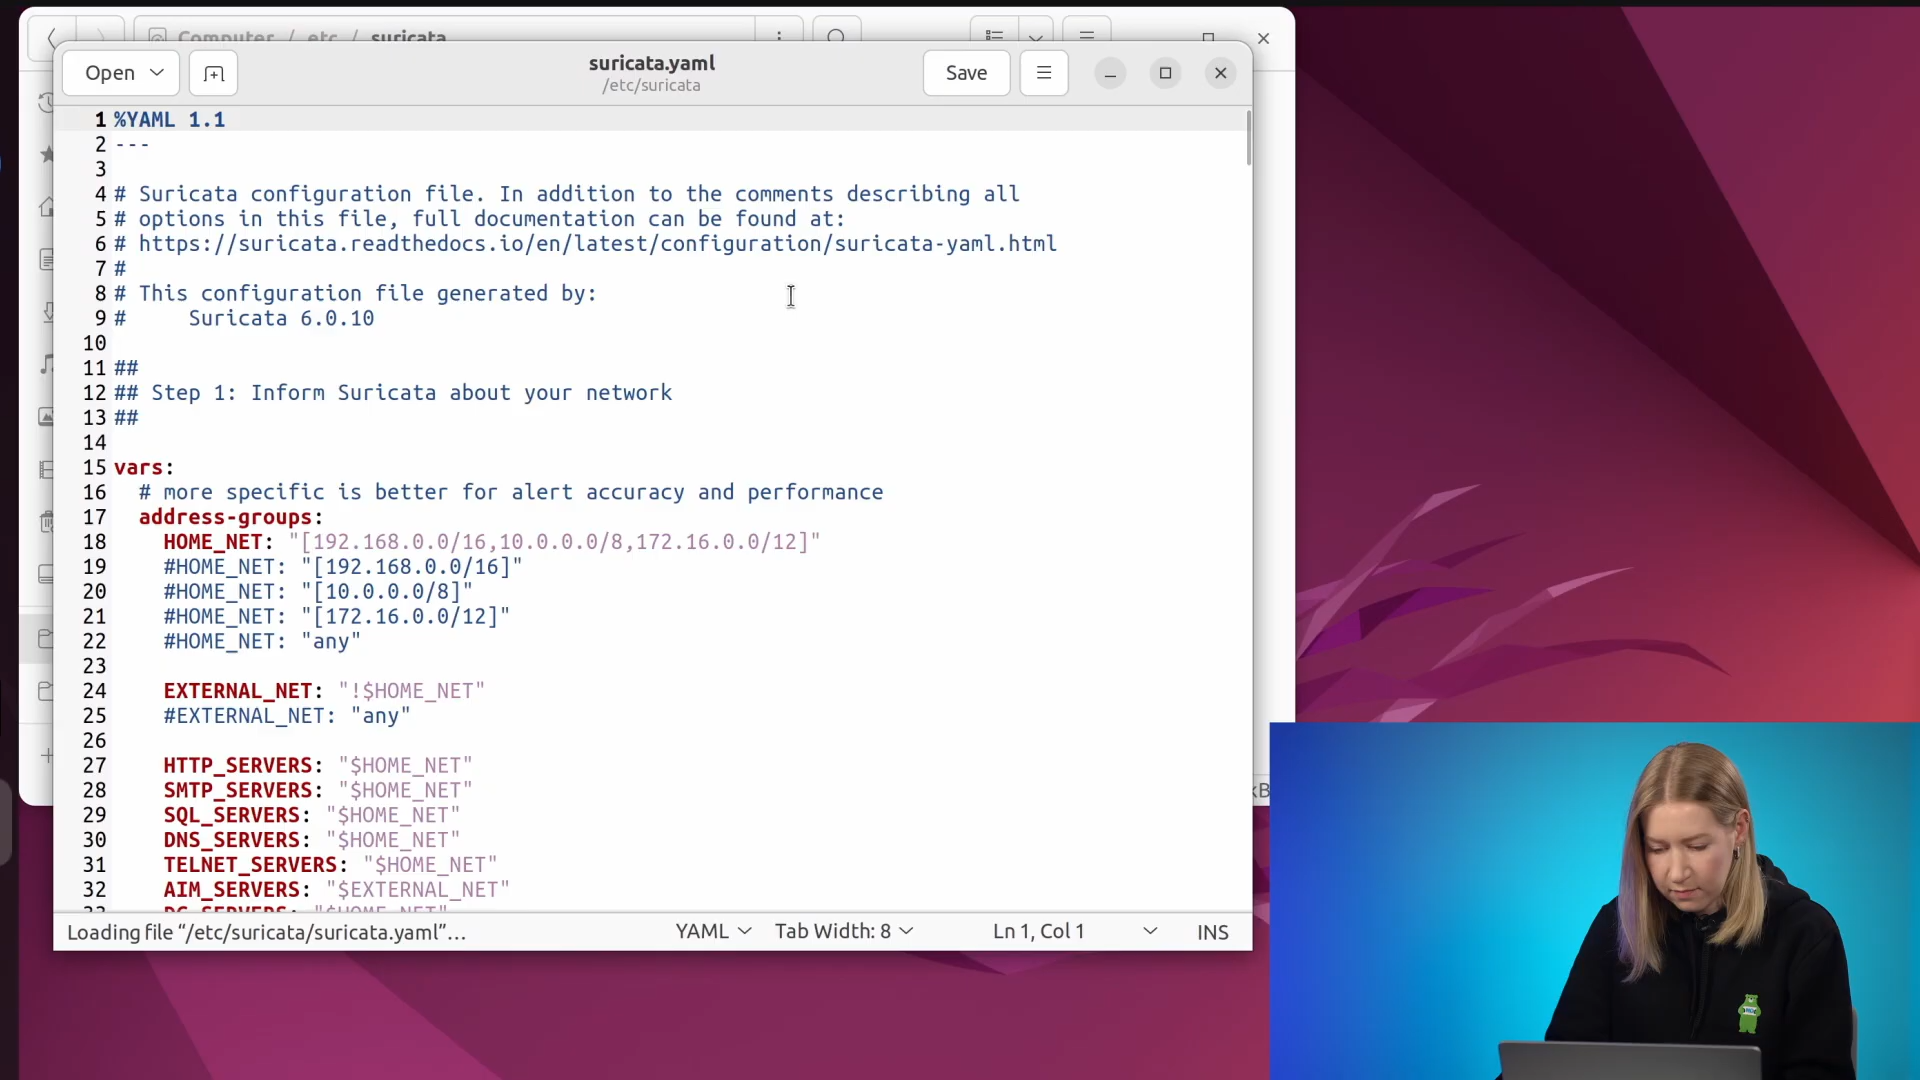 Computer / etc / suricata
Open
suricata.yaml
/etc/suricata
Save
1 %YAML 1.1
2 ---
3
4 # Suricata configuration file. In addition to the comments describing all
5 # options in this file, full documentation can be found at:
6 # https://suricata.readthedocs.io/en/latest/configuration/suricata-yaml.html
7 #
8 # This configuration file generated by:
9 #     Suricata 6.0.10
10
11 ##
12 ## Step 1: Inform Suricata about your network
13 ##
14
15 vars:
16   # more specific is better for alert accuracy and performance
17   address-groups:
18     HOME_NET: "[192.168.0.0/16,10.0.0.0/8,172.16.0.0/12]"
19     #HOME_NET: "[192.168.0.0/16]"
20     #HOME_NET: "[10.0.0.0/8]"
21     #HOME_NET: "[172.16.0.0/12]"
22     #HOME_NET: "any"
23
24     EXTERNAL_NET: "!$HOME_NET"
25     #EXTERNAL_NET: "any"
26
27     HTTP_SERVERS: "$HOME_NET"
28     SMTP_SERVERS: "$HOME_NET"
29     SQL_SERVERS: "$HOME_NET"
30     DNS_SERVERS: "$HOME_NET"
31     TELNET_SERVERS: "$HOME_NET"
32     AIM_SERVERS: "$EXTERNAL_NET"
33     DC_SERVERS: "$HOME_NET"
kB
Loading file “/etc/suricata/suricata.yaml”…
YAML
Tab Width: 8
Ln 1, Col 1
INS